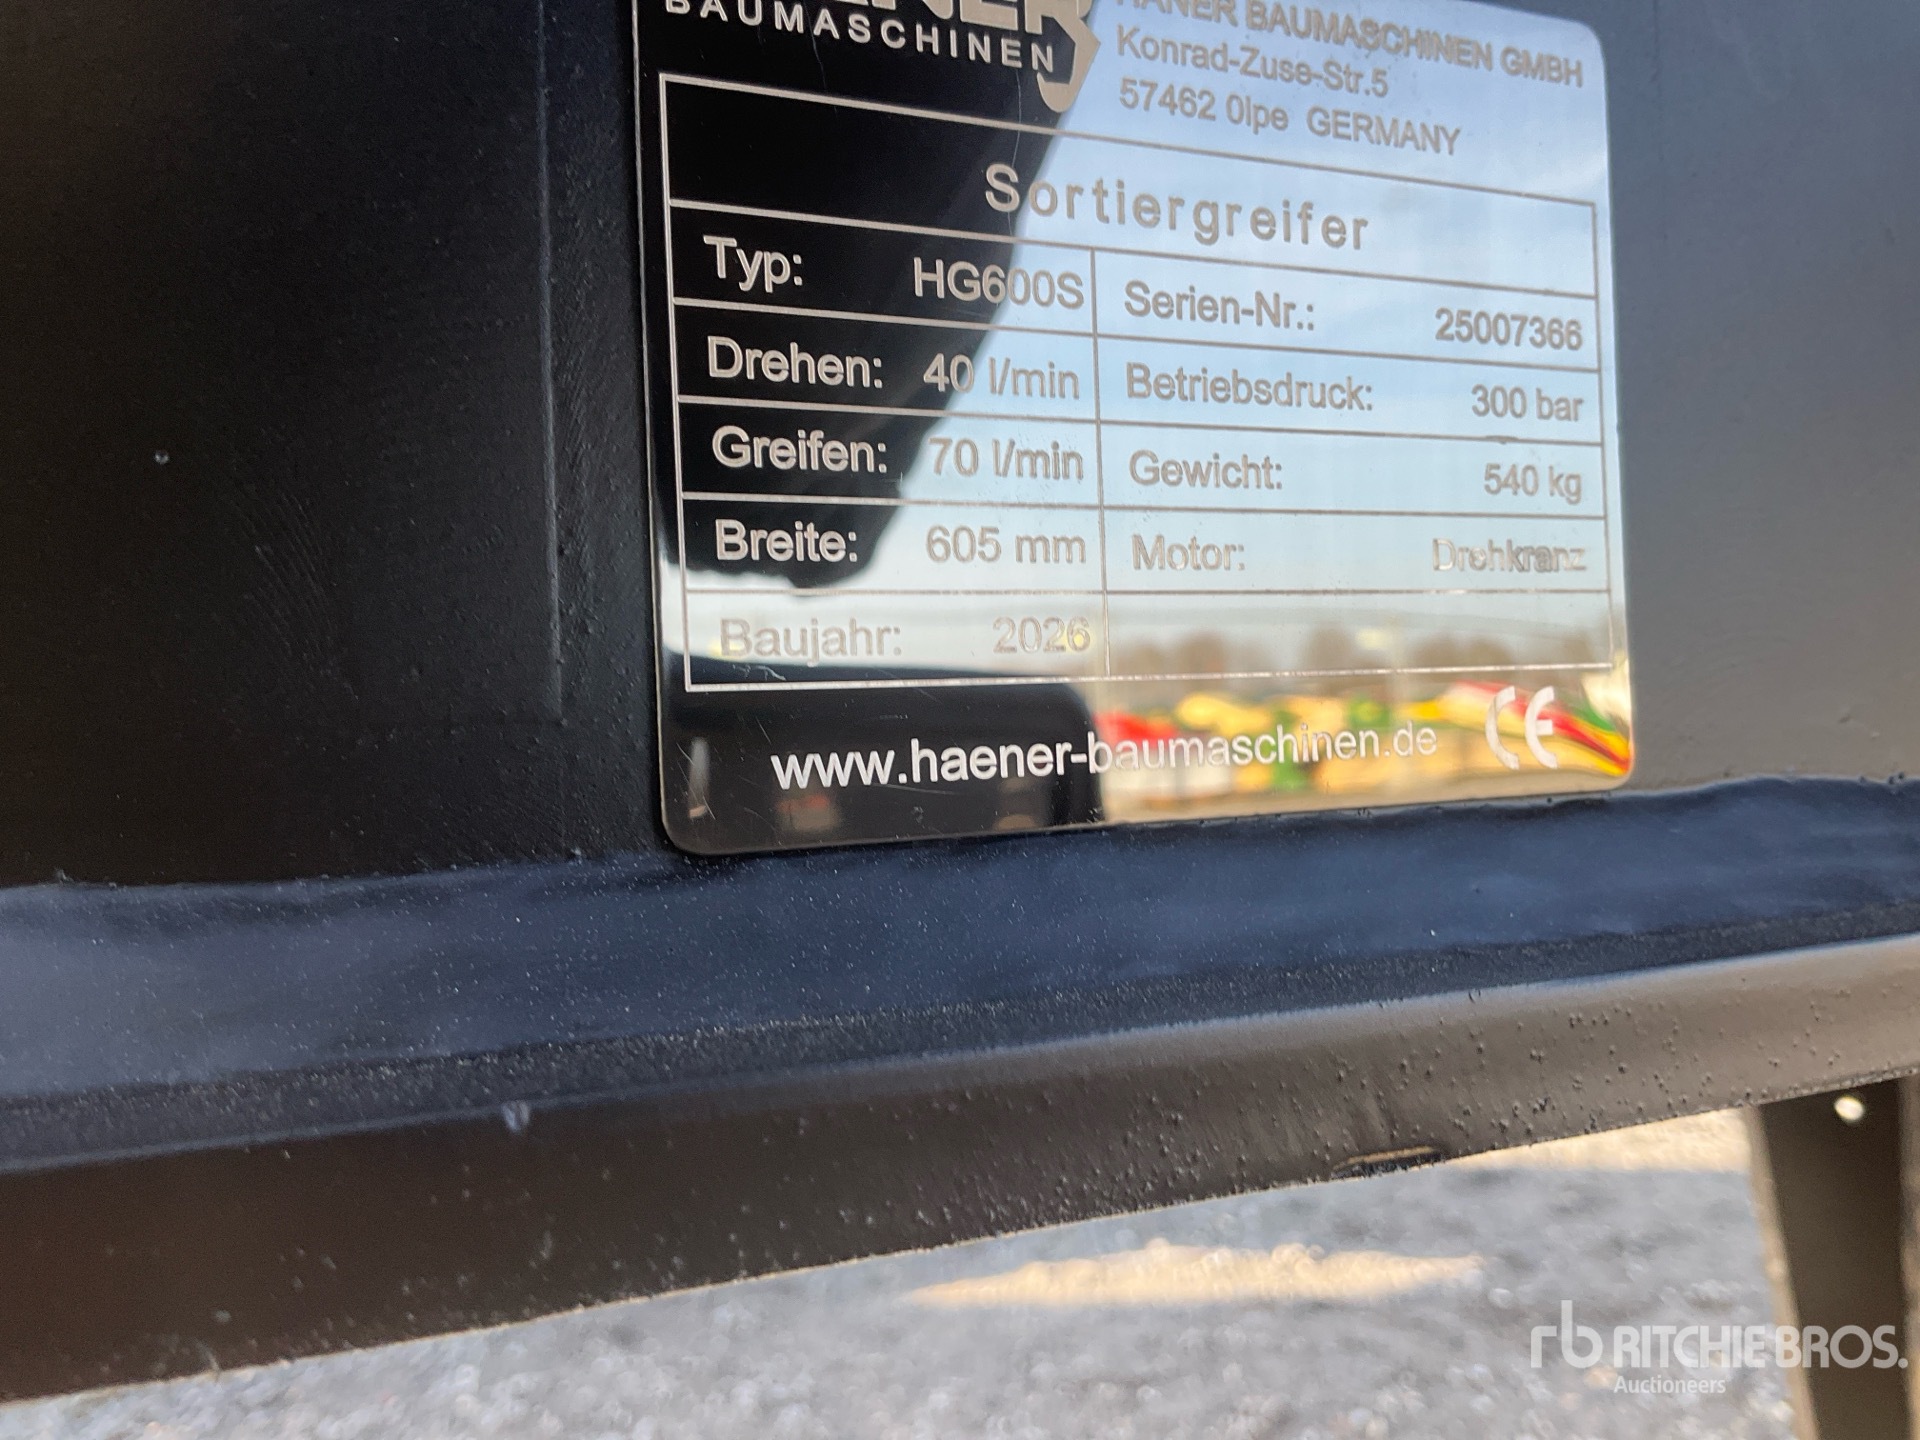 BAUMASCHINEN
HÄNER BAUMASCHINEN GMBH
Konrad-Zuse-Str.5
57462 Olpe GERMANY
Sortiergreifer
Typ: HG600S Serien-Nr.: 25007366
Drehen: 40 l/min Betriebsdruck: 300 bar
Greifen: 70 l/min Gewicht: 540 kg
Breite: 605 mm Motor: Drehkranz
Baujahr: 2026
www.haener-baumaschinen.de CE
rb RITCHIE BROS.
Auctioneers